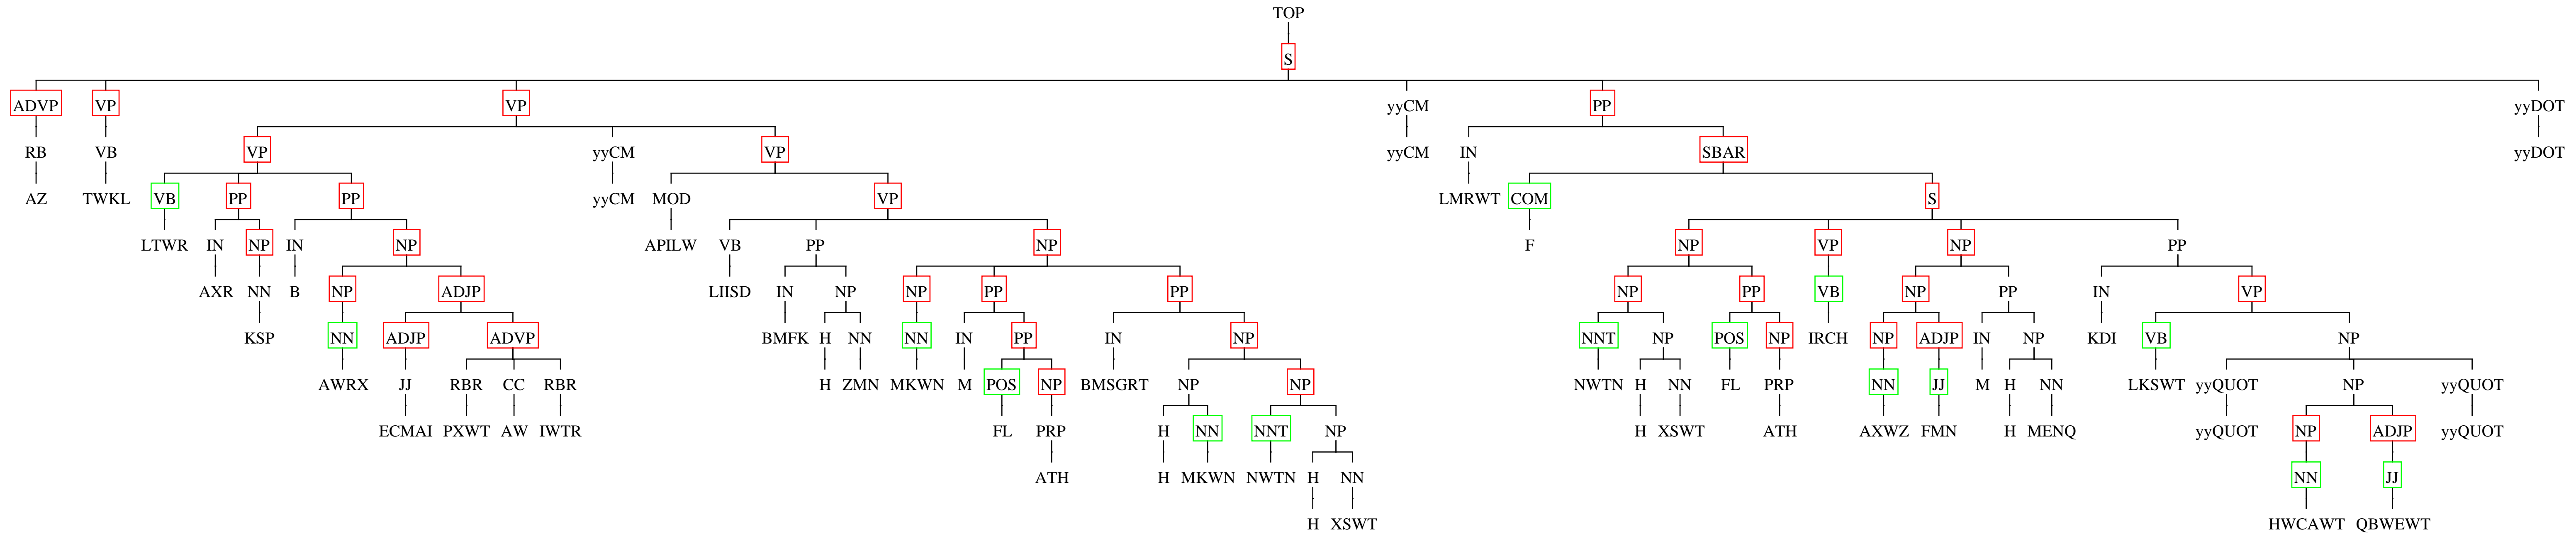 TOP
S
ADVP VP VP yyCM PP yyDOT
RB VB VP yyCM VP yyCM IN SBAR yyDOT
AZ TWKL VB PP PP yyCM MOD VP LMRWT COM S
LTWR IN NP IN NP APILW VB PP NP F NP VP NP PP
AXR NN B NP ADJP LIISD IN NP NP PP PP NP PP VB NP PP IN VP
KSP NN ADJP ADVP BMFK H NN NN IN PP IN NP NNT NP POS NP IRCH NP ADJP IN NP KDI VB NP
AWRX JJ RBR CC RBR H ZMN MKWN M POS NP BMSGRT NP NP NWTN H NN FL PRP NN JJ M H NN LKSWT yyQUOT NP yyQUOT
ECMAI PXWT AW IWTR FL PRP H NN NNT NP H XSWT ATH AXWZ FMN H MENQ yyQUOT NP ADJP yyQUOT
ATH H MKWN NWTN H NN NN JJ
H XSWT HWCAWT QBWEWT